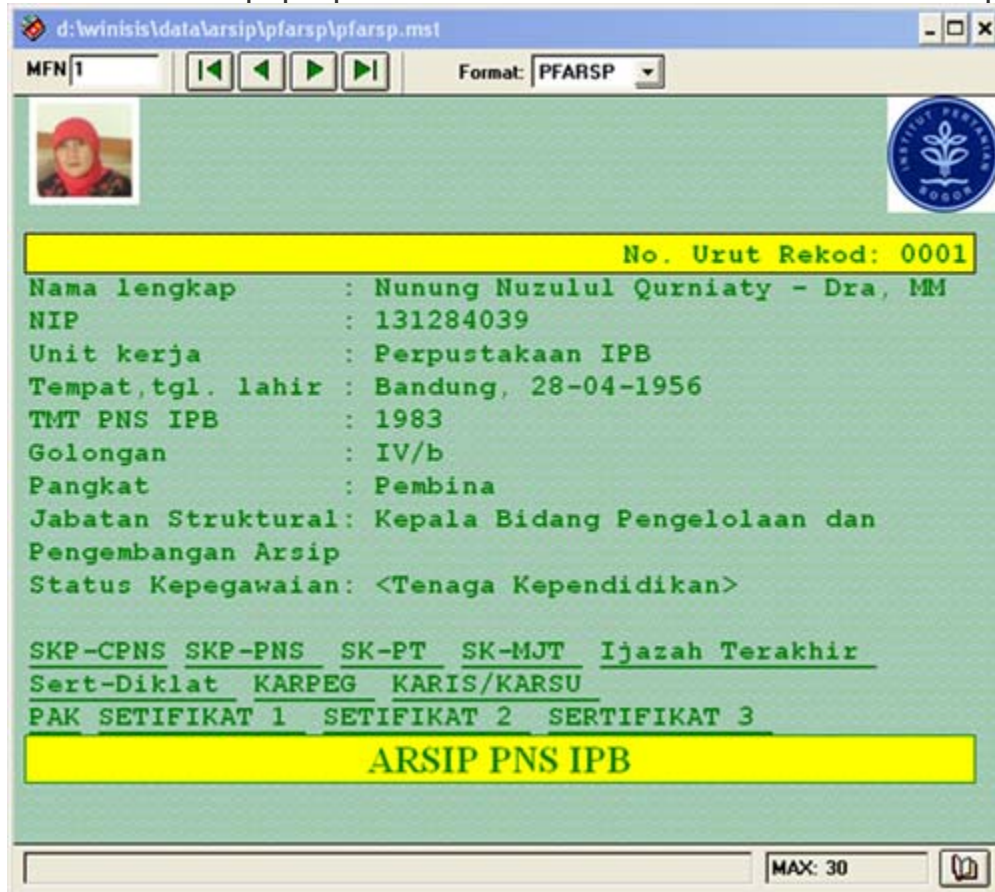 d:\winisis\data\arsip\pfarsp\pfarsp.mst
MFN 1 Format: PFARSP
INSTITUT PERTANIAN BOGOR
No. Urut Rekod: 0001
Nama lengkap : Nunung Nuzulul Qurniaty - Dra, MM
NIP : 131284039
Unit kerja : Perpustakaan IPB
Tempat,tgl. lahir : Bandung, 28-04-1956
TMT PNS IPB : 1983
Golongan : IV/b
Pangkat : Pembina
Jabatan Struktural: Kepala Bidang Pengelolaan dan
Pengembangan Arsip
Status Kepegawaian: <Tenaga Kependidikan>
SKP-CPNS SKP-PNS SK-PT SK-MJT Ijazah Terakhir
Sert-Diklat KARPEG KARIS/KARSU
PAK SETIFIKAT 1 SETIFIKAT 2 SERTIFIKAT 3
ARSIP PNS IPB
MAX: 30